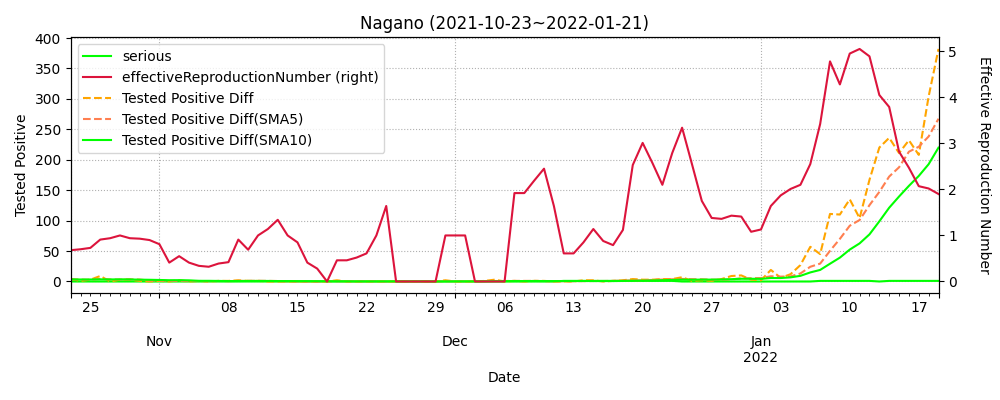 Nagano (2021-10-23~2022-01-21)
serious
effectiveReproductionNumber (right)
Tested Positive Diff
Tested Positive Diff(SMA5)
Tested Positive Diff(SMA10)
Tested Positive
400
350
300
250
200
150
100
50
0
5
4
3
2
1
0
Effective Reproduction Number
25 08 15 22 29 06 13 20 27 03 10 17
Nov Dec Jan
2022
Date